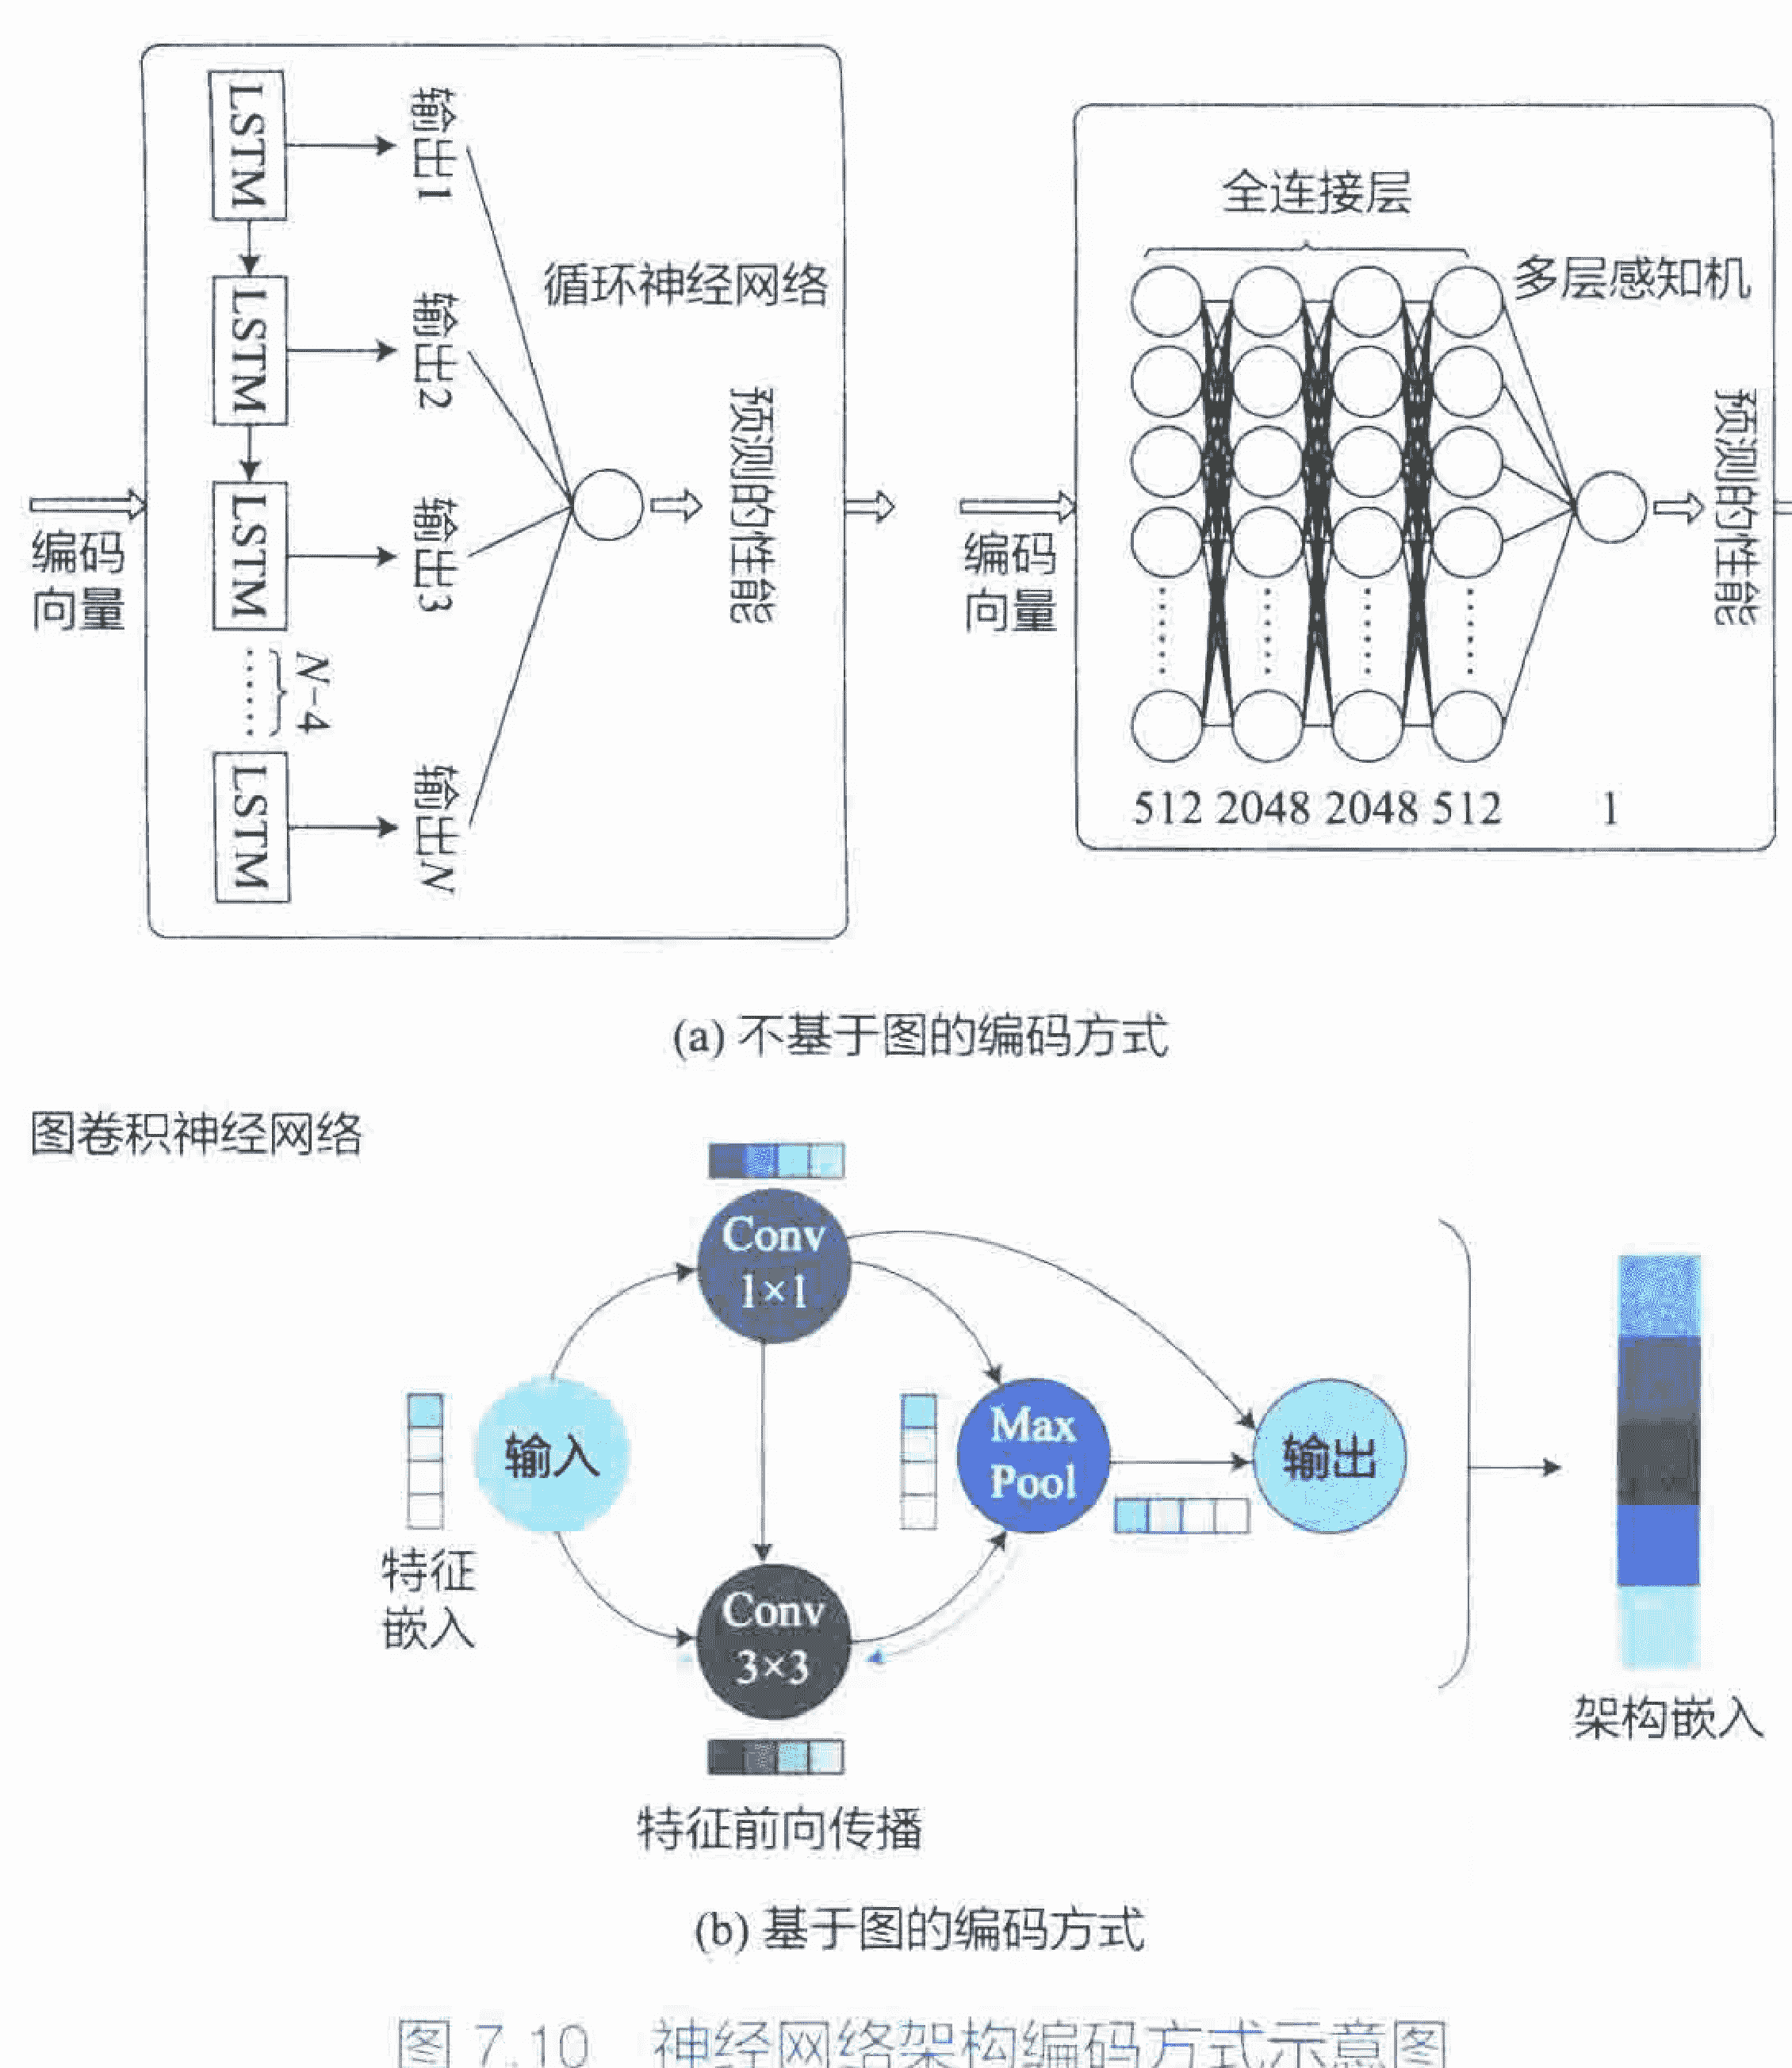 LSTM
LSTM
LSTM
N-4
LSTM
输出1
输出2
输出3
输出N
循环神经网络
预测的性能
编码
向量
全连接层
多层感知机
预测的性能
编码
向量
512 2048 2048 512 1
(a) 不基于图的编码方式
图卷积神经网络
Conv
1×1
输入
Max
Pool
输出
特征
嵌入
Conv
3×3
架构嵌入
特征前向传播
(b) 基于图的编码方式
图 7.10 神经网络架构编码方式示意图